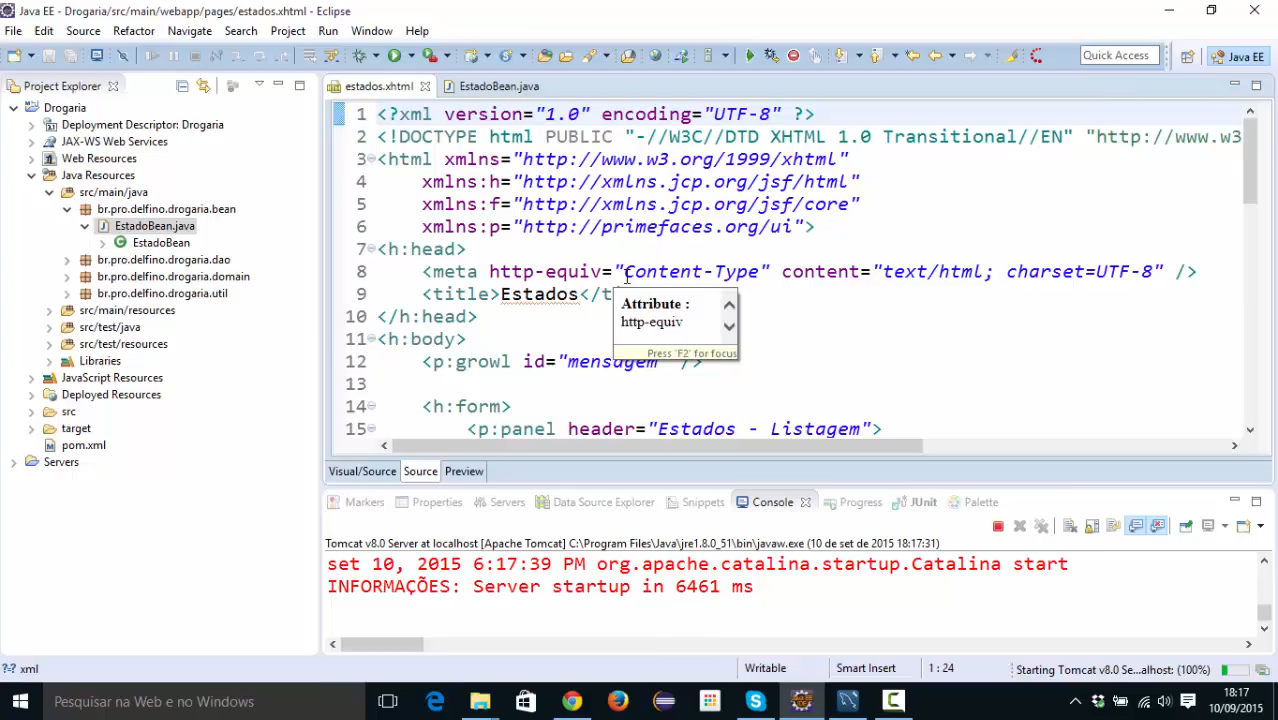 Java EE - Drogaria/src/main/webapp/pages/estados.xhtml - Eclipse
File Edit Source Refactor Navigate Search Project Run Window Help
Quick Access
Java EE
Project Explorer
Drogaria
Deployment Descriptor: Drogaria
JAX-WS Web Services
Web Resources
Java Resources
src/main/java
br.pro.delfino.drogaria.bean
EstadoBean.java
EstadoBean
br.pro.delfino.drogaria.dao
br.pro.delfino.drogaria.domain
br.pro.delfino.drogaria.util
src/main/resources
src/test/java
src/test/resources
Libraries
JavaScript Resources
Deployed Resources
src
target
pom.xml
Servers
estados.xhtml EstadoBean.java
1 <?xml version="1.0" encoding="UTF-8" ?>
2 <!DOCTYPE html PUBLIC "-//W3C//DTD XHTML 1.0 Transitional//EN" "http://www.w3
3 <html xmlns="http://www.w3.org/1999/xhtml"
4 xmlns:h="http://xmlns.jcp.org/jsf/html"
5 xmlns:f="http://xmlns.jcp.org/jsf/core"
6 xmlns:p="http://primefaces.org/ui">
7 <h:head>
8 <meta http-equiv="Content-Type" content="text/html; charset=UTF-8" />
9 <title>Estados</t
10 </h:head>
11 <h:body>
12 <p:growl id="mensagem" />
13
14 <h:form>
15 <p:panel header="Estados - Listagem">
Attribute :
http-equiv
Press 'F2' for focus
Visual/Source Source Preview
Markers Properties Servers Data Source Explorer Snippets Console Progress JUnit Palette
Tomcat v8.0 Server at localhost [Apache Tomcat] C:\Program Files\Java\jre1.8.0_51\bin\javaw.exe (10 de set de 2015 18:17:31)
set 10, 2015 6:17:39 PM org.apache.catalina.startup.Catalina start
INFORMAÇÕES: Server startup in 6461 ms
xml
Writable Smart Insert 1 : 24 Starting Tomcat v8.0 Se...alhost: (100%)
Pesquisar na Web e no Windows
18:17
10/09/2015